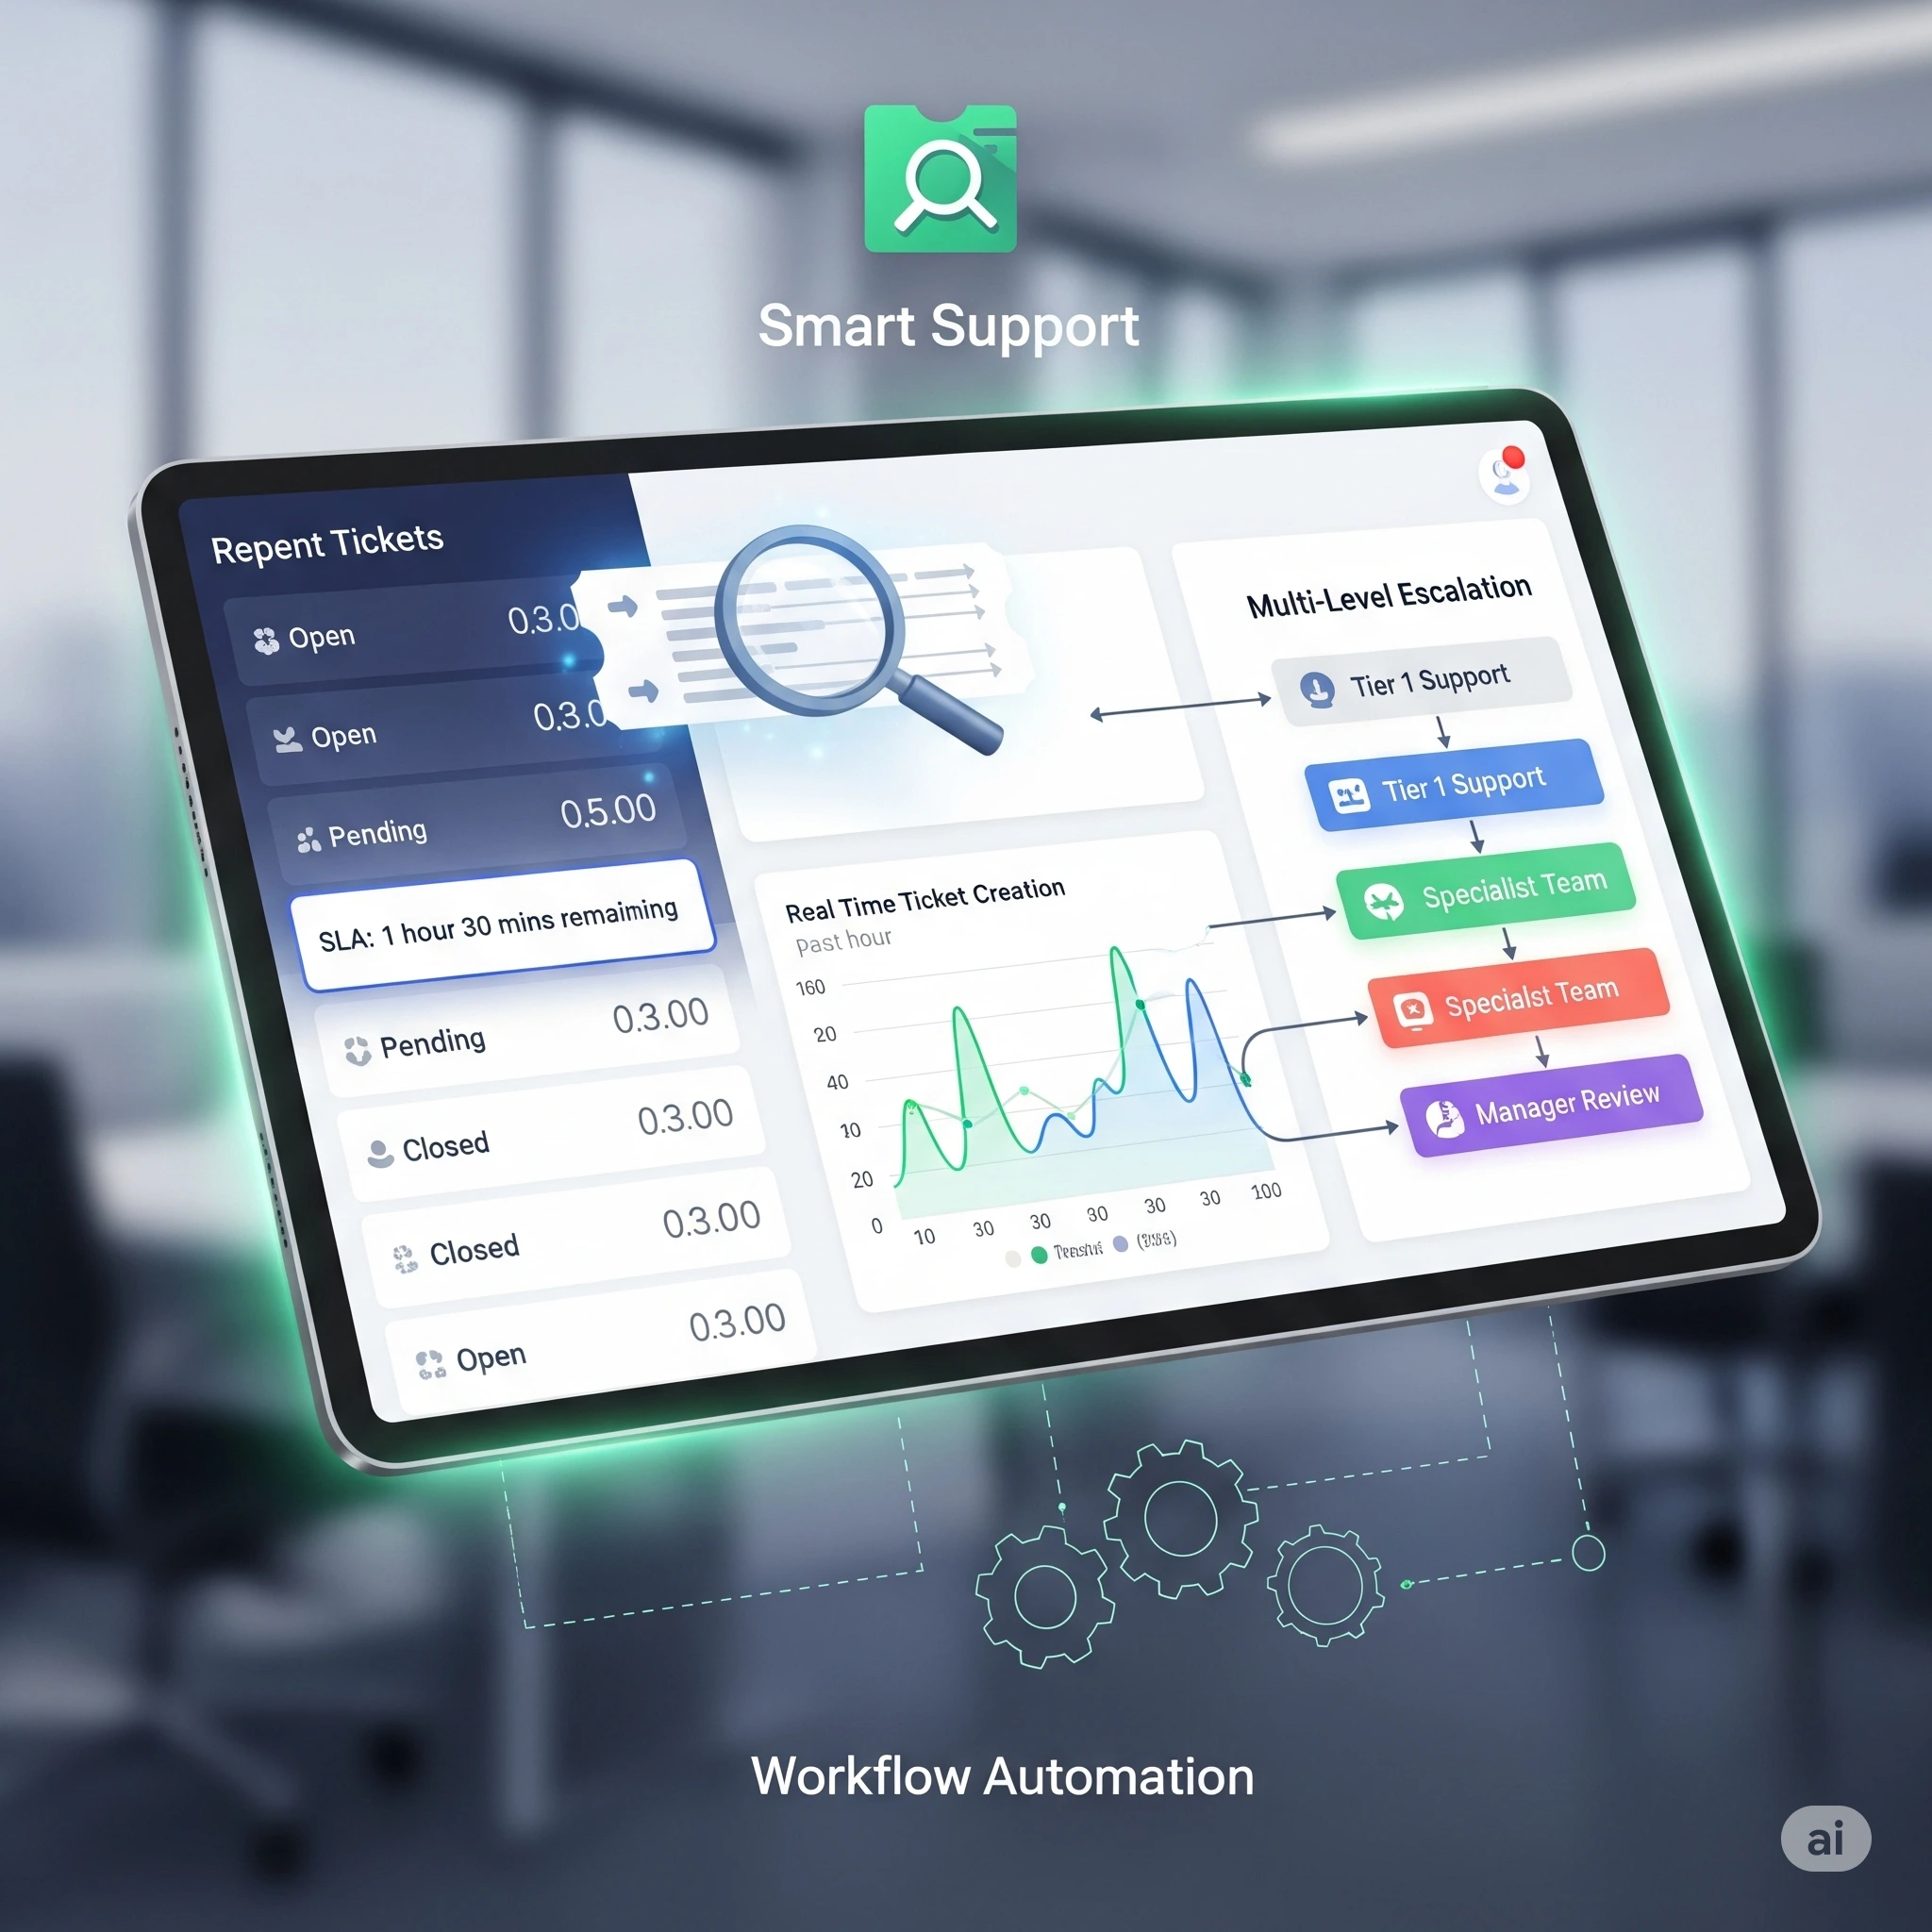 Smart Support
Repent Tickets
Open 0.3.0
Open 0.3.0
Pending 0.5.00
SLA: 1 hour 30 mins remaiming
Pending 0.3.00
Closed 0.3.00
Closed 0.3.00
Open 0.3.00
Real Time Ticket Creation
Past hour
160
20
40
10
20
0 10 30 30 30 30 30 100
Multi-Level Escalation
Tier 1 Support
Tier 1 Support
Specialist Team
Specialst Team
Manager Review
Workflow Automation
ai